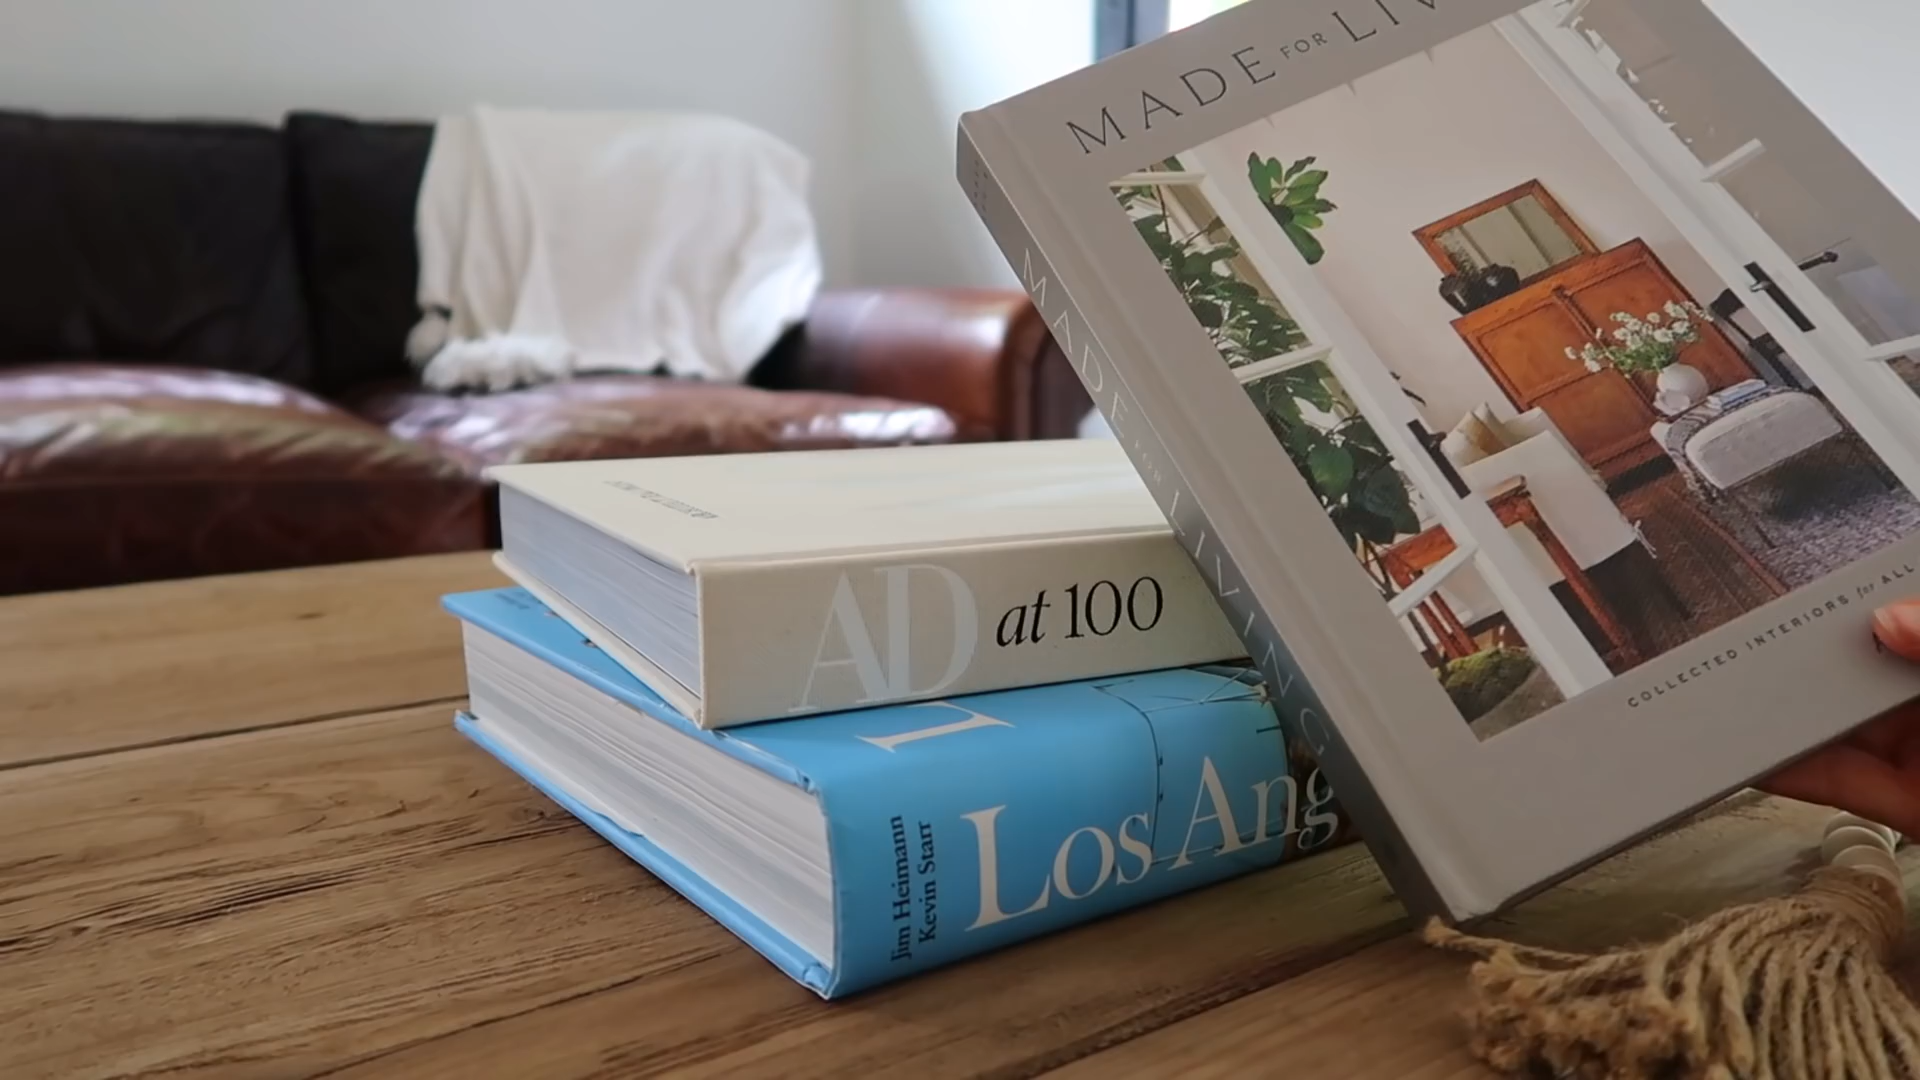 MADE FOR LIV
COLLECTED INTERIORS for ALL
MADE FOR LIVING
AD at 100
L
Los Ang
Jim Heimann
Kevin Starr